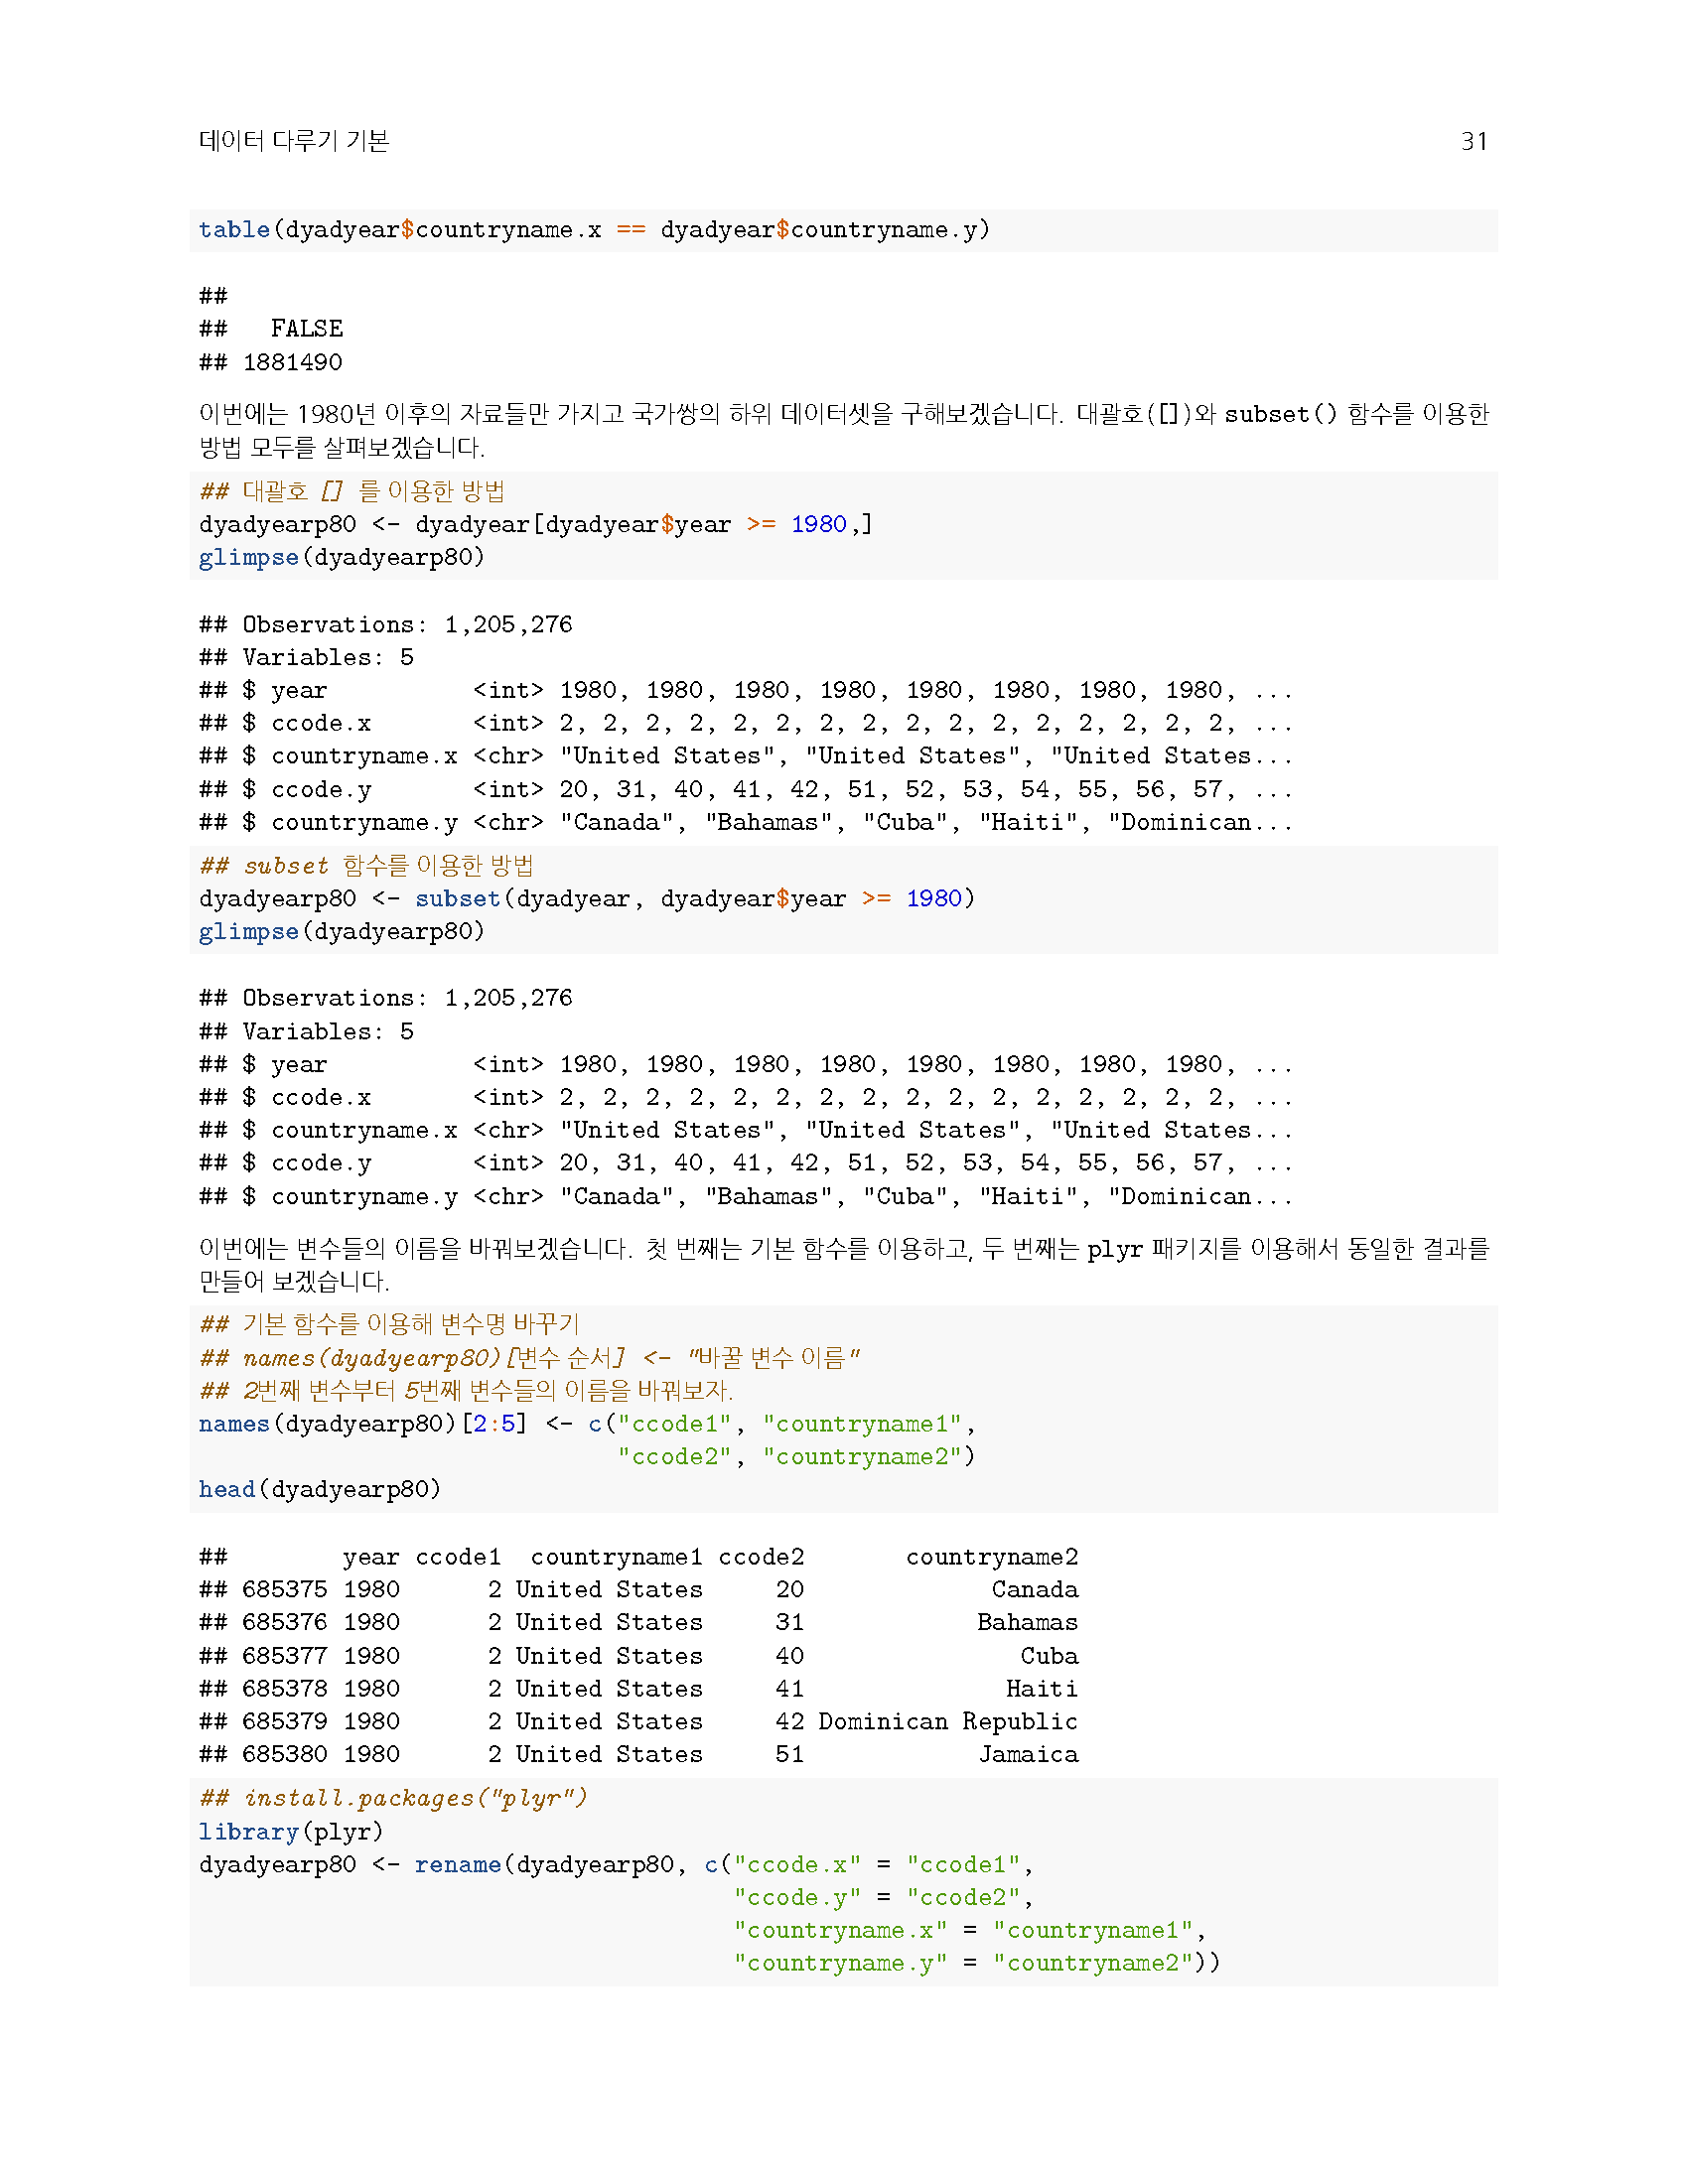 데이터 다루기 기본 31
table(dyadyear$countryname.x == dyadyear$countryname.y)
##
##   FALSE
## 1881490
이번에는 1980년 이후의 자료들만 가지고 국가쌍의 하위 데이터셋을 구해보겠습니다. 대괄호([])와 subset() 함수를 이용한
방법 모두를 살펴보겠습니다.
## 대괄호 [] 를 이용한 방법
dyadyearp80 <- dyadyear[dyadyear$year >= 1980,]
glimpse(dyadyearp80)
## Observations: 1,205,276
## Variables: 5
## $ year          <int> 1980, 1980, 1980, 1980, 1980, 1980, 1980, 1980, ...
## $ ccode.x       <int> 2, 2, 2, 2, 2, 2, 2, 2, 2, 2, 2, 2, 2, 2, 2, 2, ...
## $ countryname.x <chr> "United States", "United States", "United States...
## $ ccode.y       <int> 20, 31, 40, 41, 42, 51, 52, 53, 54, 55, 56, 57, ...
## $ countryname.y <chr> "Canada", "Bahamas", "Cuba", "Haiti", "Dominican...
## subset 함수를 이용한 방법
dyadyearp80 <- subset(dyadyear, dyadyear$year >= 1980)
glimpse(dyadyearp80)
## Observations: 1,205,276
## Variables: 5
## $ year          <int> 1980, 1980, 1980, 1980, 1980, 1980, 1980, 1980, ...
## $ ccode.x       <int> 2, 2, 2, 2, 2, 2, 2, 2, 2, 2, 2, 2, 2, 2, 2, 2, ...
## $ countryname.x <chr> "United States", "United States", "United States...
## $ ccode.y       <int> 20, 31, 40, 41, 42, 51, 52, 53, 54, 55, 56, 57, ...
## $ countryname.y <chr> "Canada", "Bahamas", "Cuba", "Haiti", "Dominican...
이번에는 변수들의 이름을 바꿔보겠습니다. 첫 번째는 기본 함수를 이용하고, 두 번째는 plyr 패키지를 이용해서 동일한 결과를
만들어 보겠습니다.
## 기본 함수를 이용해 변수명 바꾸기
## names(dyadyearp80)[변수 순서] <- "바꿀 변수 이름"
## 2번째 변수부터 5번째 변수들의 이름을 바꿔보자.
names(dyadyearp80)[2:5] <- c("ccode1", "countryname1",
                             "ccode2", "countryname2")
head(dyadyearp80)
##        year ccode1  countryname1 ccode2       countryname2
## 685375 1980      2 United States     20             Canada
## 685376 1980      2 United States     31            Bahamas
## 685377 1980      2 United States     40               Cuba
## 685378 1980      2 United States     41              Haiti
## 685379 1980      2 United States     42 Dominican Republic
## 685380 1980      2 United States     51            Jamaica
## install.packages("plyr")
library(plyr)
dyadyearp80 <- rename(dyadyearp80, c("ccode.x" = "ccode1",
                                     "ccode.y" = "ccode2",
                                     "countryname.x" = "countryname1",
                                     "countryname.y" = "countryname2"))